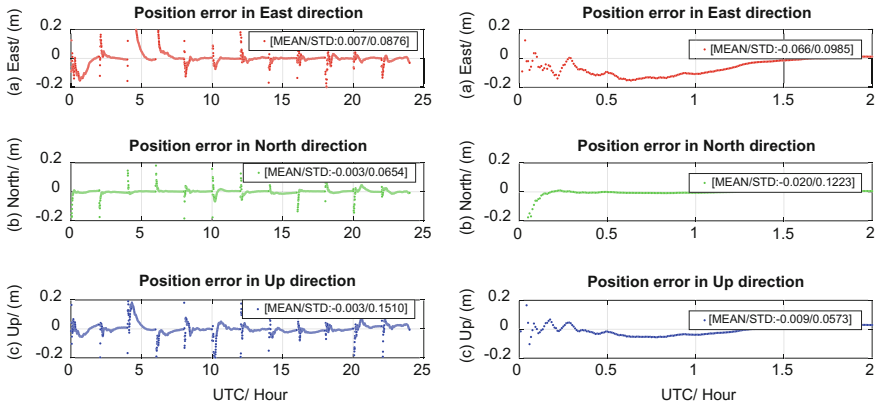 Position error in East direction
(a) East/ (m)
0.2
0
-0.2
[MEAN/STD:0.007/0.0876]
0 5 10 15 20 25
Position error in North direction
(b) North/ (m)
0.2
0
-0.2
[MEAN/STD:-0.003/0.0654]
0 5 10 15 20 25
Position error in Up direction
(c) Up/ (m)
0.2
0
-0.2
[MEAN/STD:-0.003/0.1510]
0 5 10 15 20 25
UTC/ Hour
Position error in East direction
(a) East/ (m)
0.2
0
-0.2
[MEAN/STD:-0.066/0.0985]
0 0.5 1 1.5 2
Position error in North direction
(b) North/ (m)
0.2
0
-0.2
[MEAN/STD:-0.020/0.1223]
0 0.5 1 1.5 2
Position error in Up direction
(c) Up/ (m)
0.2
0
-0.2
[MEAN/STD:-0.009/0.0573]
0 0.5 1 1.5 2
UTC/ Hour